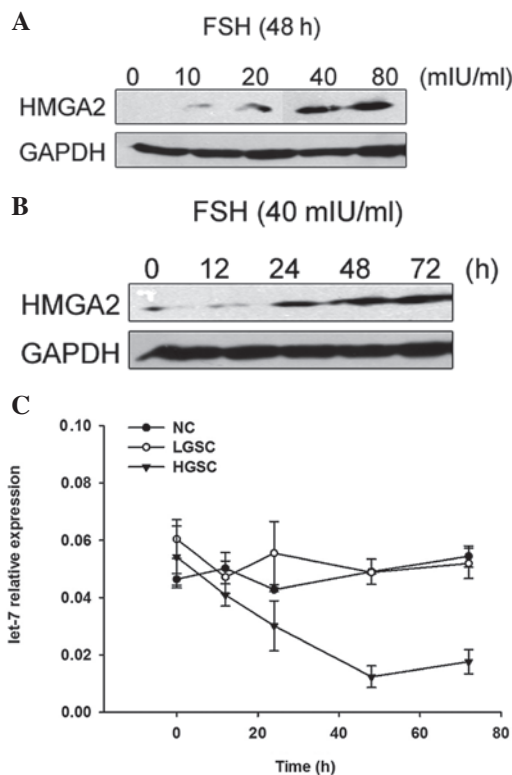 A
FSH (48 h)
0 10 20 40 80 (mIU/ml)
HMGA2
GAPDH
B
FSH (40 mIU/ml)
0 12 24 48 72 (h)
HMGA2
GAPDH
C
NC
LGSC
HGSC
0.10
0.08
0.06
0.04
0.02
0.00
let-7 relative expression
0 20 40 60 80
Time (h)